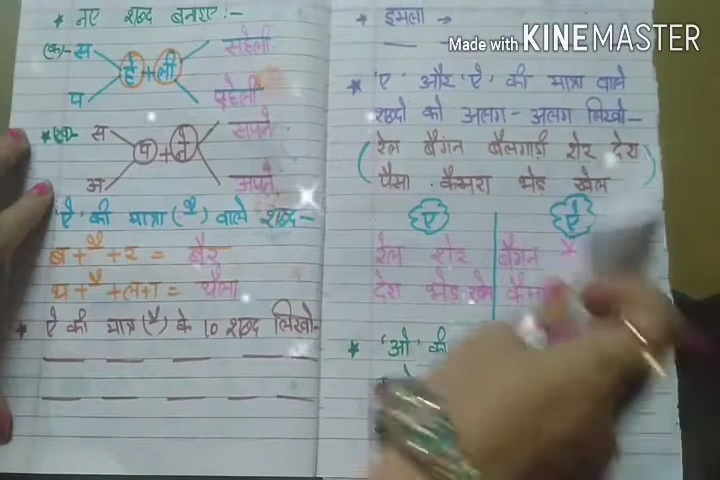 * नए शब्द बनाइए :-
(क)- स
हे + ली
सहेली
प
पहेली
* (ख)- स
प + ने
सपने
अ
अपने
'ऐ' की मात्रा (ै) वाले शब्द-
ब + ै + र = बैर
थ + ै + ल + ा = थैला
* ऐ की मात्रा (ै) के 10 शब्द लिखो-
* इमला →
Made with KINEMASTER
* 'ए' और 'ऐ' की मात्रा वाले
शब्दो को अलग - अलग लिखो-
( रेल बैगन बैलगाड़ी शेर देश
पैसा कैमरा भेड़ खेल )
ए
ऐ
रेल शेर बैगन
देश भेड़ खेल
* 'ओ' की